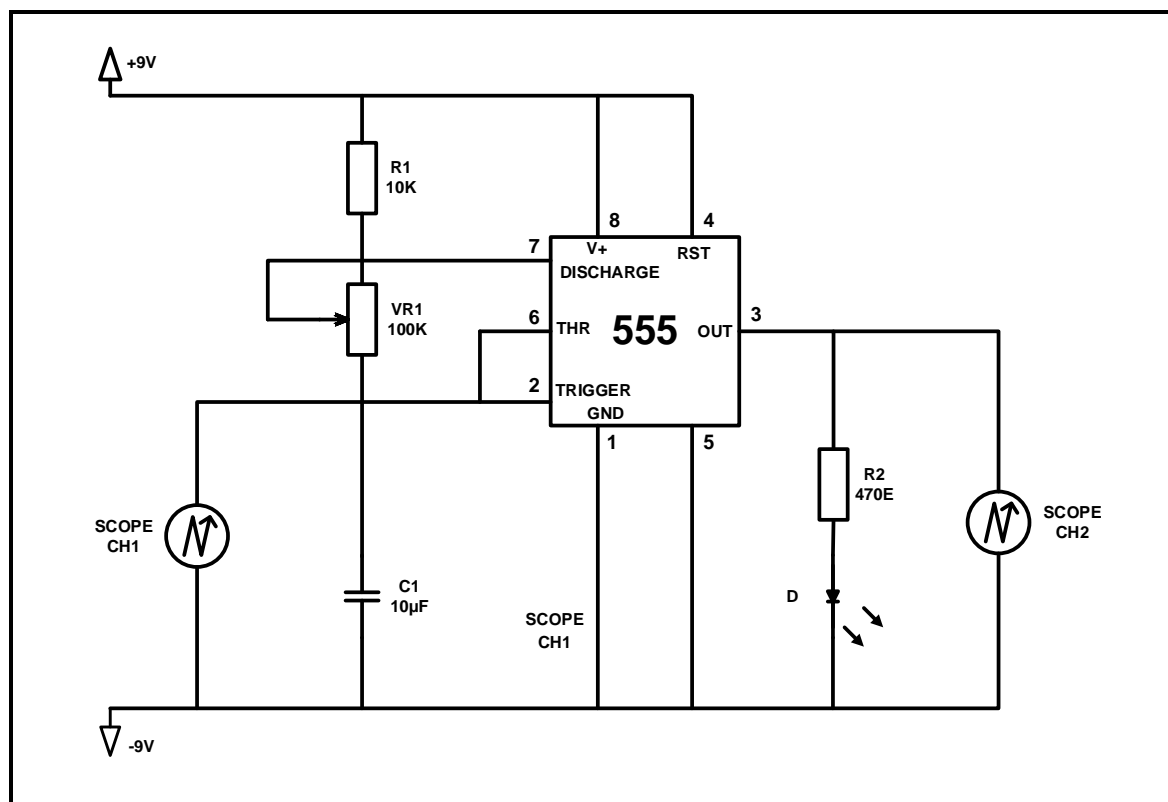 +9V
R1
10K
8
4
7
V+
RST
DISCHARGE
VR1
100K
6
THR
555
OUT
3
2
TRIGGER
GND
1
5
R2
470E
SCOPE
CH1
SCOPE
CH2
C1
10µF
D
SCOPE
CH1
-9V